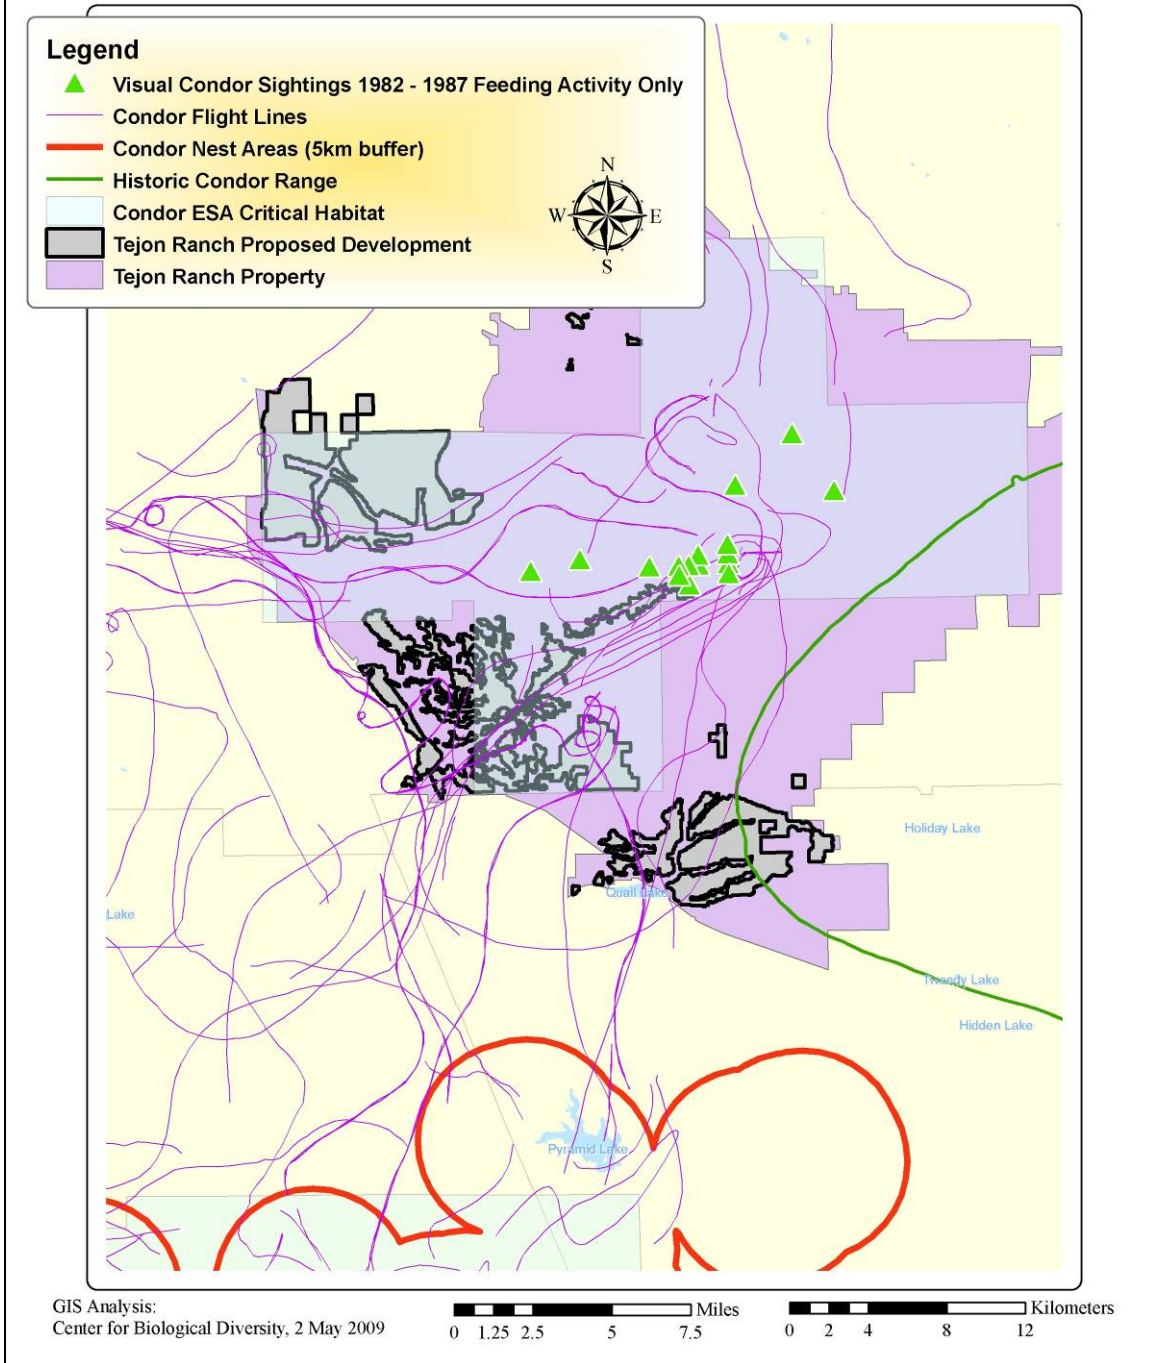 Legend
Visual Condor Sightings 1982 - 1987 Feeding Activity Only
Condor Flight Lines
Condor Nest Areas (5km buffer)
Historic Condor Range
Condor ESA Critical Habitat
Tejon Ranch Proposed Development
Tejon Ranch Property
N
W E
S
Holiday Lake
Quail Lake
Lake
Tweedy Lake
Hidden Lake
Pyramid Lake
GIS Analysis:
Center for Biological Diversity, 2 May 2009
Miles
0 1.25 2.5 5 7.5
Kilometers
0 2 4 8 12